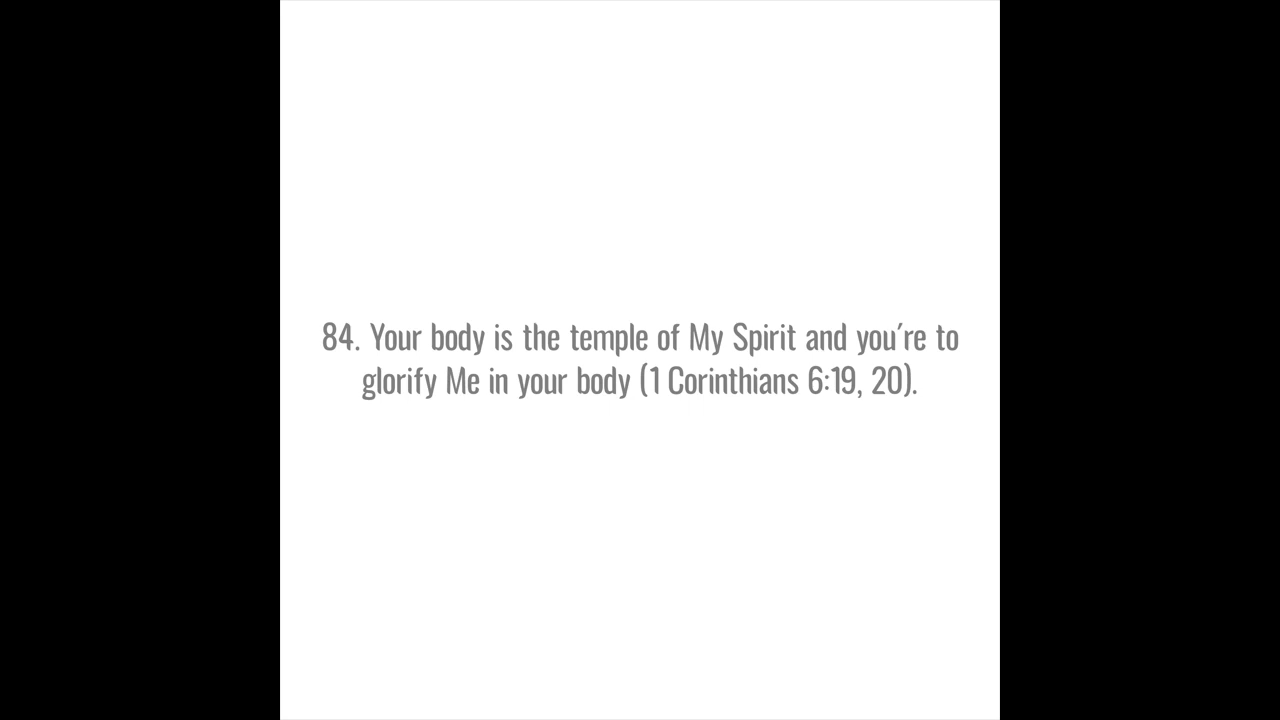 84. Your body is the temple of My Spirit and you′re to
glorify Me in your body (1 Corinthians 6:19, 20).